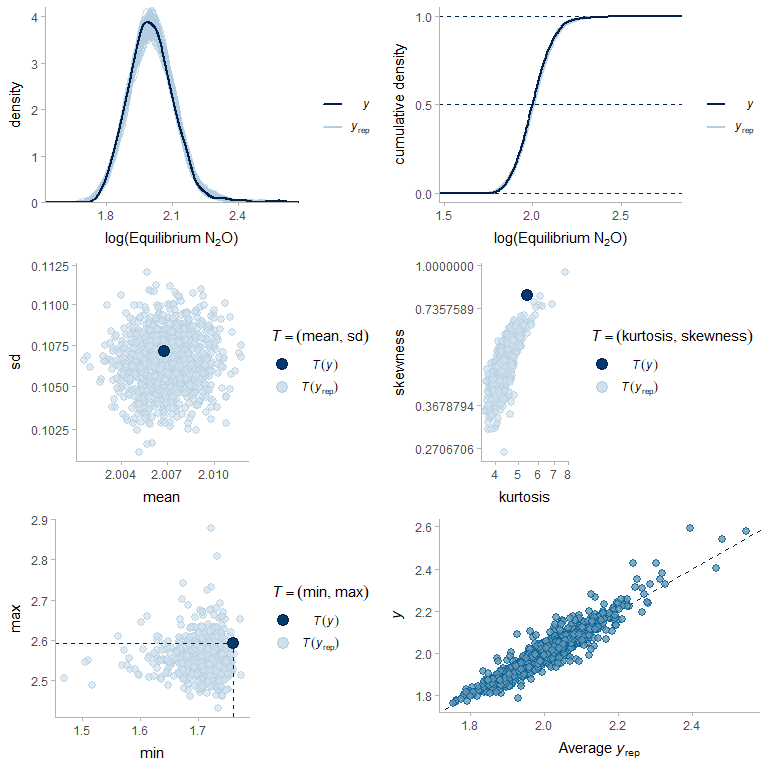 density
4
3
2
1
0
1.8 2.1 2.4
log(Equilibrium N₂O)
y
y_rep
cumulative density
1.0
0.5
0.0
1.5 2.0 2.5
log(Equilibrium N₂O)
y
y_rep
sd
0.1125
0.1100
0.1075
0.1050
0.1025
2.004 2.007 2.010
mean
T = (mean, sd)
T(y)
T(y_rep)
skewness
1.0000000
0.7357589
0.3678794
0.2706706
4 5 6 7 8
kurtosis
T = (kurtosis, skewness)
T(y)
T(y_rep)
max
2.9
2.8
2.7
2.6
2.5
1.5 1.6 1.7
min
T = (min, max)
T(y)
T(y_rep)
y
2.6
2.4
2.2
2.0
1.8
1.8 2.0 2.2 2.4
Average y_rep